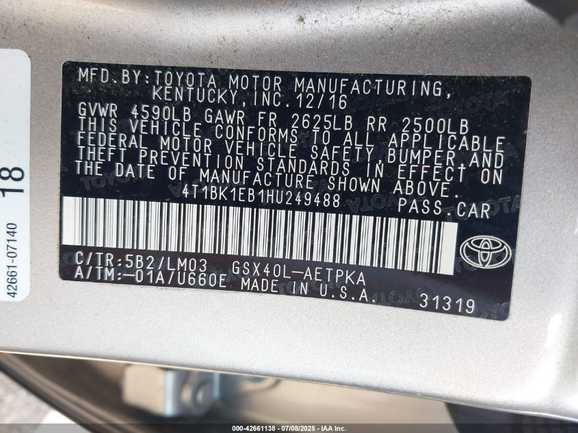 MFD.BY:TOYOTA MOTOR MANUFACTURING,
KENTUCKY,INC.12/16
GVWR 4590LB GAWR FR 2625LB RR 2500LB
THIS VEHICLE CONFORMS TO ALL APPLICABLE
FEDERAL MOTOR VEHICLE SAFETY,BUMPER,AND
THEFT PREVENTION STANDARDS IN EFFECT ON
THE DATE OF MANUFACTURE SHOWN ABOVE.
4T1BK1EB1HU249488 PASS.CAR
C/TR:5B2/LM03 GSX40L-AETPKA
A/TM:-01A/U660E MADE IN U.S.A. 31319
18
42661-07140
000-42661138 - 07/08/2025 - IAA Inc.